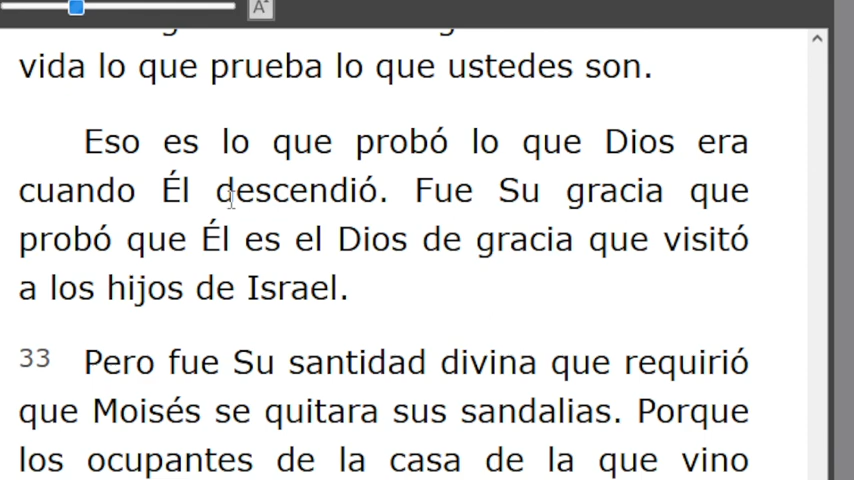 A
vida lo que prueba lo que ustedes son.
Eso es lo que probó lo que Dios era
cuando Él descendió. Fue Su gracia que
probó que Él es el Dios de gracia que visitó
a los hijos de Israel.
33 Pero fue Su santidad divina que requirió
que Moisés se quitara sus sandalias. Porque
los ocupantes de la casa de la que vino